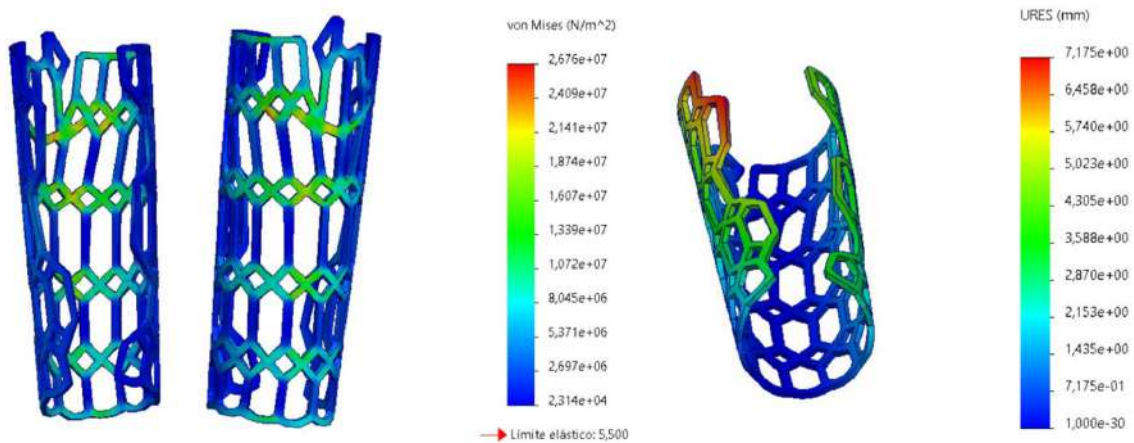 von Mises (N/m^2)
2,676e+07
2,409e+07
2,141e+07
1,874e+07
1,607e+07
1,339e+07
1,072e+07
8,045e+06
5,371e+06
2,697e+06
2,314e+04
Límite elástico: 5,500
URES (mm)
7,175e+00
6,458e+00
5,740e+00
5,023e+00
4,305e+00
3,588e+00
2,870e+00
2,153e+00
1,435e+00
7,175e-01
1,000e-30